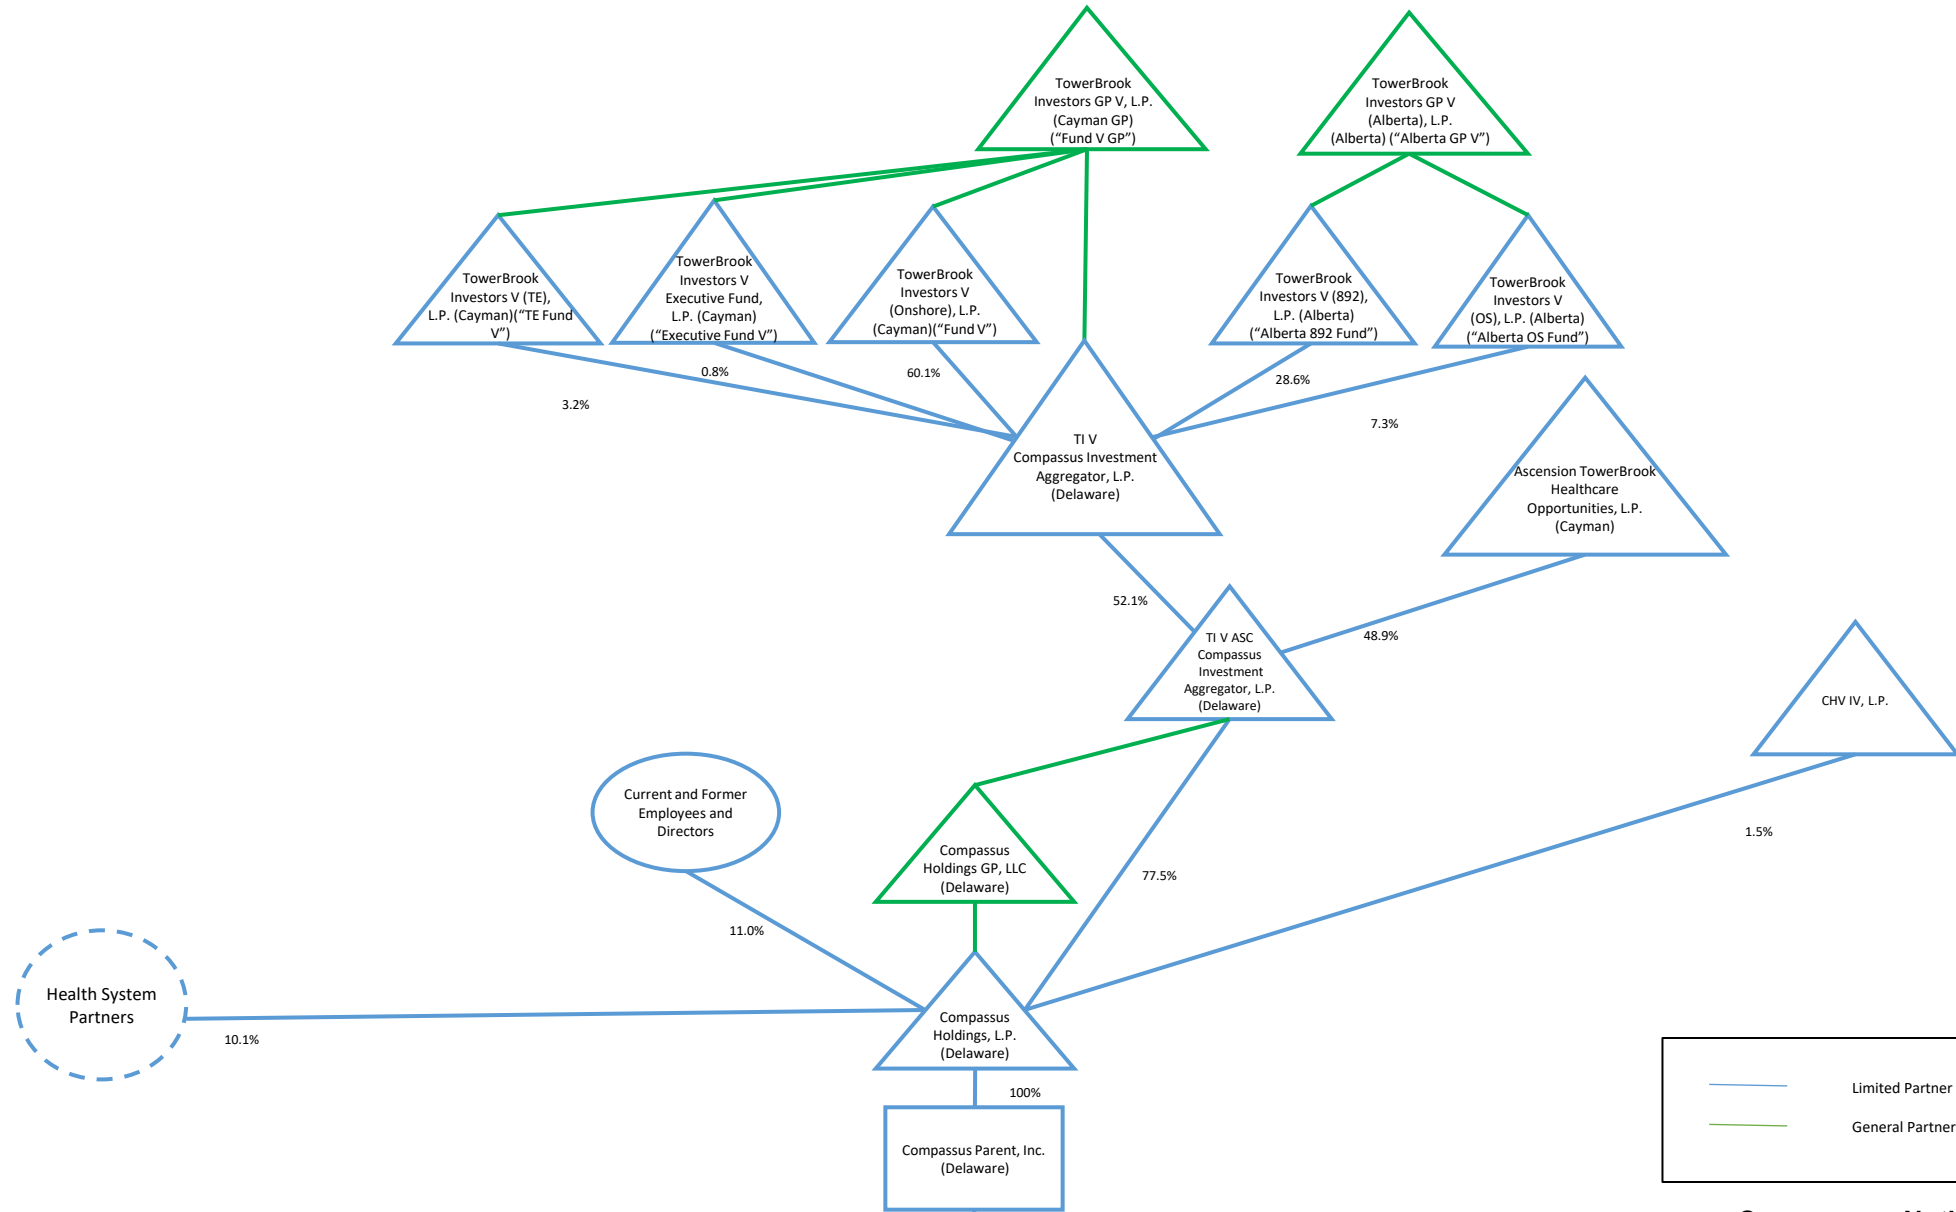 TowerBrook
Investors GP V, L.P.
(Cayman GP)
(“Fund V GP”)
TowerBrook
Investors GP V
(Alberta), L.P.
(Alberta) (“Alberta GP V”)
TowerBrook
Investors V (TE),
L.P. (Cayman)(“TE Fund
V”)
TowerBrook
Investors V
Executive Fund,
L.P. (Cayman)
(“Executive Fund V”)
TowerBrook
Investors V
(Onshore), L.P.
(Cayman)(“Fund V”)
TowerBrook
Investors V (892),
L.P. (Alberta)
(“Alberta 892 Fund”)
TowerBrook
Investors V
(OS), L.P. (Alberta)
(“Alberta OS Fund”)
3.2%
0.8%
60.1%
28.6%
7.3%
TI V
Compassus Investment
Aggregator, L.P.
(Delaware)
Ascension TowerBrook
Healthcare
Opportunities, L.P.
(Cayman)
52.1%
48.9%
TI V ASC
Compassus
Investment
Aggregator, L.P.
(Delaware)
CHV IV, L.P.
Current and Former
Employees and
Directors
Compassus
Holdings GP, LLC
(Delaware)
77.5%
1.5%
11.0%
Health System
Partners
10.1%
Compassus
Holdings, L.P.
(Delaware)
100%
Compassus Parent, Inc.
(Delaware)
Limited Partner
General Partner